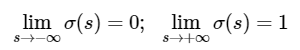 lim σ(s) = 0;   lim σ(s) = 1
s→−∞   s→+∞